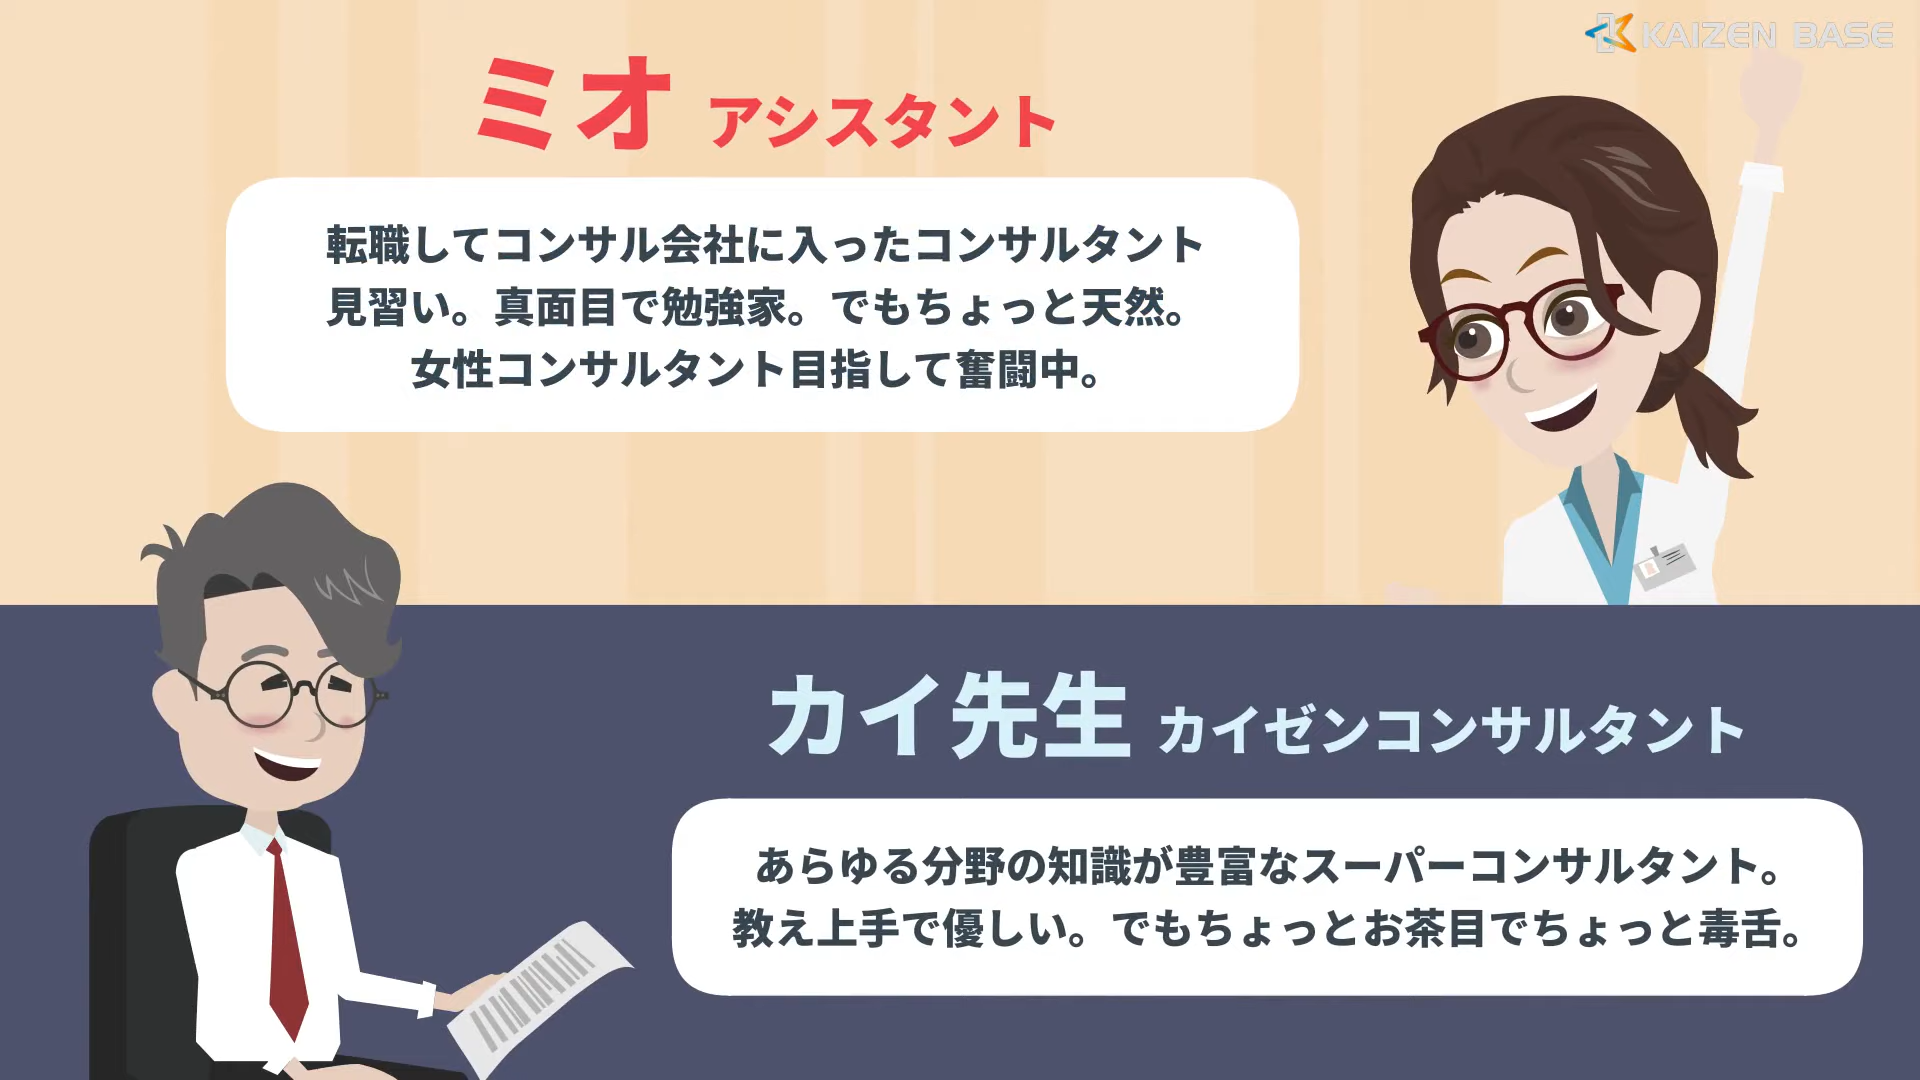 KAIZEN BASE
ミオ アシスタント
転職してコンサル会社に入ったコンサルタント
見習い。真面目で勉強家。でもちょっと天然。
女性コンサルタント目指して奮闘中。
カイ先生 カイゼンコンサルタント
あらゆる分野の知識が豊富なスーパーコンサルタント。
教え上手で優しい。でもちょっとお茶目でちょっと毒舌。